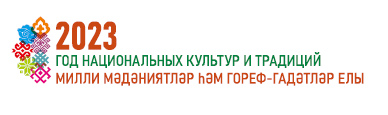 2023
ГОД НАЦИОНАЛЬНЫХ КУЛЬТУР И ТРАДИЦИЙ
МИЛЛИ МӘДӘНИЯТЛӘР ҺӘМ ГОРЕФ-ГАДӘТЛӘР ЕЛЫ